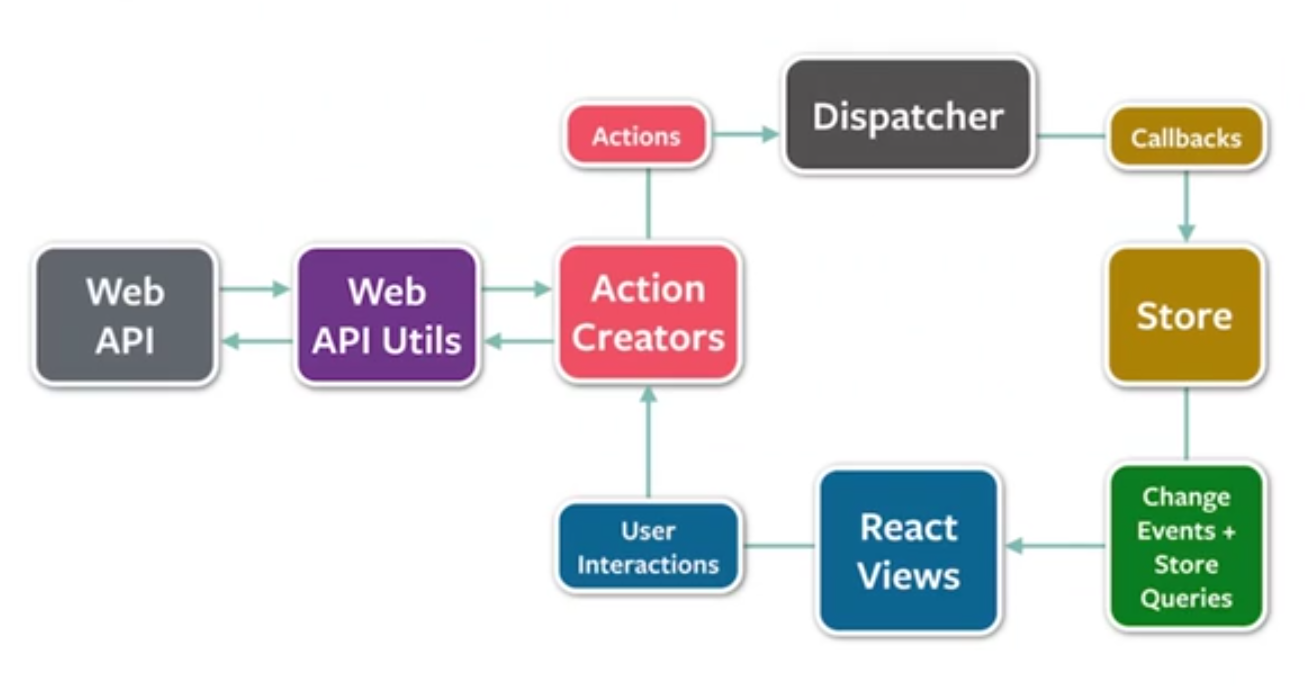 Dispatcher
Actions
Callbacks
Web
API
Web
API Utils
Action
Creators
Store
User
Interactions
React
Views
Change
Events +
Store
Queries